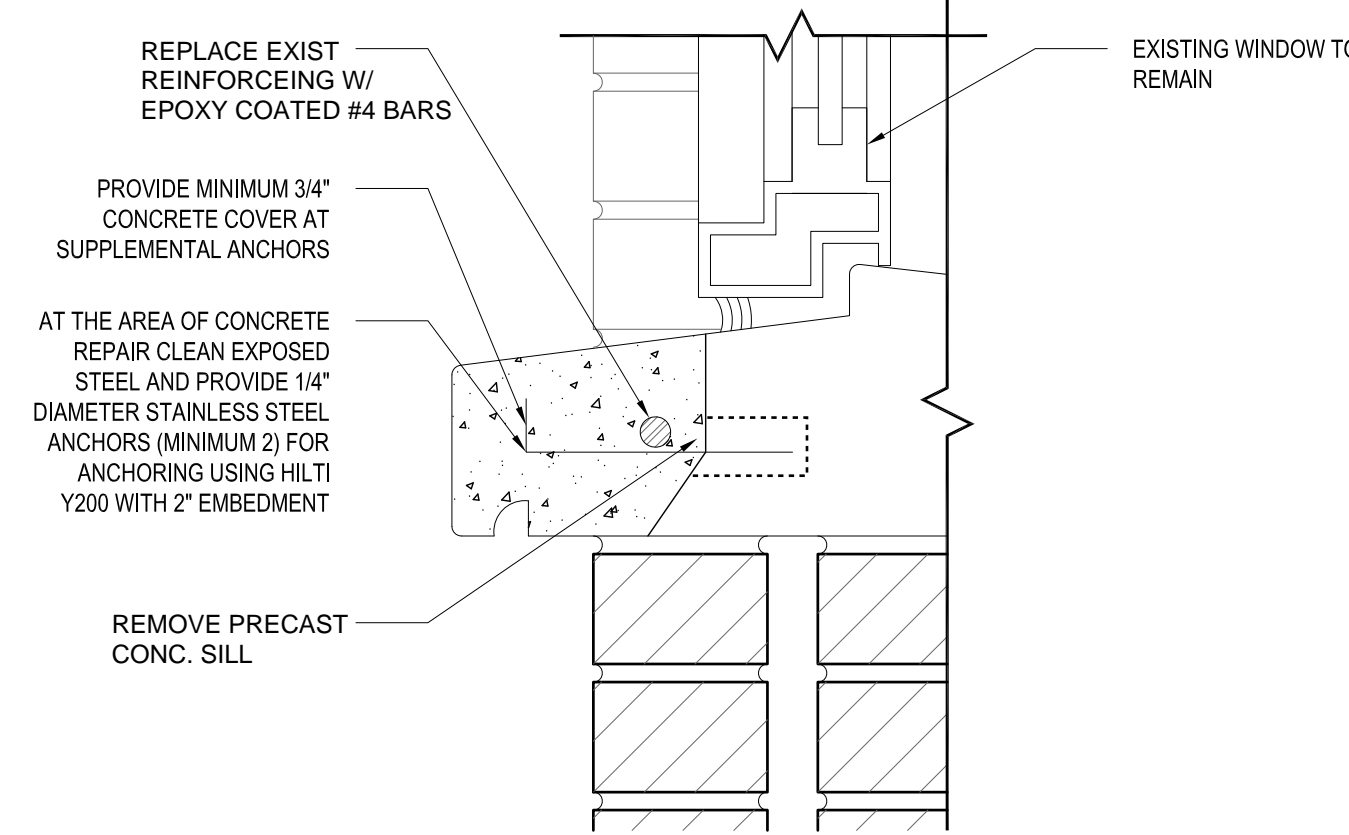 REPLACE EXIST
REINFORCEING W/
EPOXY COATED #4 BARS
EXISTING WINDOW TO
REMAIN
PROVIDE MINIMUM 3/4"
CONCRETE COVER AT
SUPPLEMENTAL ANCHORS
AT THE AREA OF CONCRETE
REPAIR CLEAN EXPOSED
STEEL AND PROVIDE 1/4"
DIAMETER STAINLESS STEEL
ANCHORS (MINIMUM 2) FOR
ANCHORING USING HILTI
Y200 WITH 2" EMBEDMENT
REMOVE PRECAST
CONC. SILL